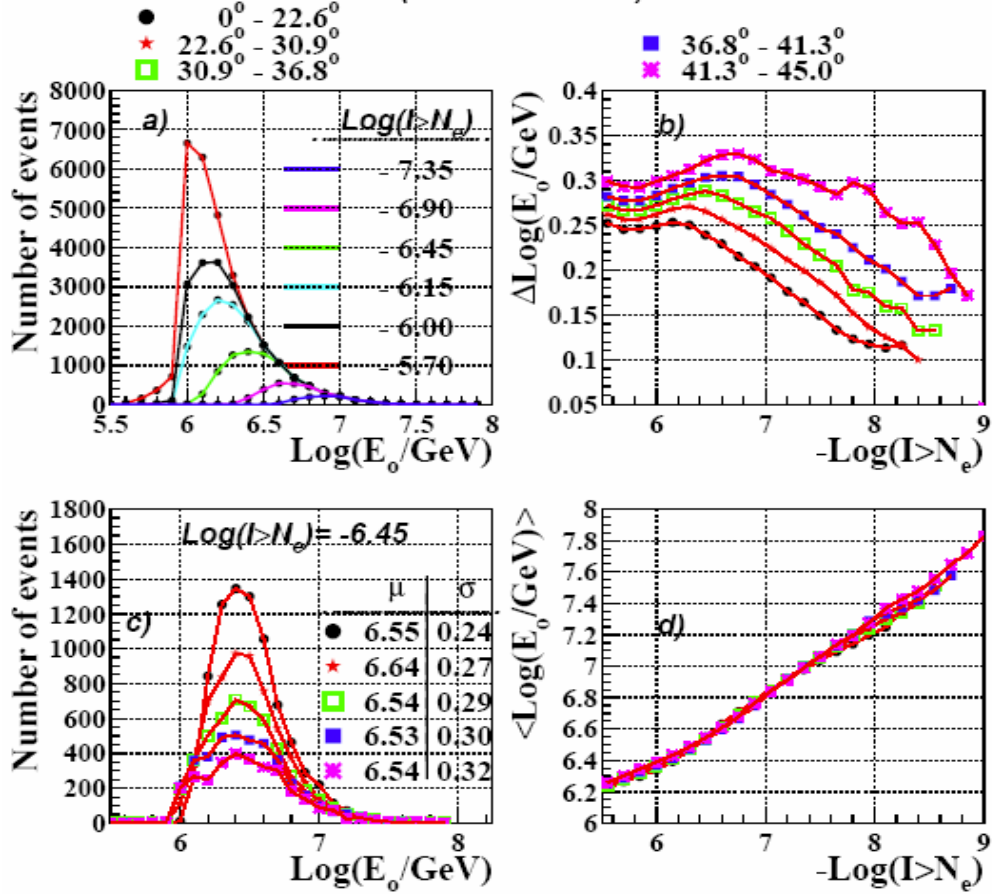 0° - 22.6°
22.6° - 30.9°
30.9° - 36.8°
36.8° - 41.3°
41.3° - 45.0°
Number of events
8000
7000
6000
5000
4000
3000
2000
1000
0
a)
Log(I>Nₑ)
- 7.35
- 6.90
- 6.45
- 6.15
- 6.00
- 5.70
5.5 6 6.5 7 7.5 8
Log(Eₒ/GeV)
ΔLog(Eₒ/GeV)
0.4
0.35
0.3
0.25
0.2
0.15
0.1
0.05
b)
6 7 8 9
-Log(I>Nₑ)
Number of events
1800
1600
1400
1200
1000
800
600
400
200
0
Log(I>Nₑ)= -6.45
c)
μ σ
6.55 0.24
6.64 0.27
6.54 0.29
6.53 0.30
6.54 0.32
6 7 8
Log(Eₒ/GeV)
<Log(Eₒ/GeV)>
8
7.8
7.6
7.4
7.2
7
6.8
6.6
6.4
6.2
6
d)
6 7 8 9
-Log(I>Nₑ)